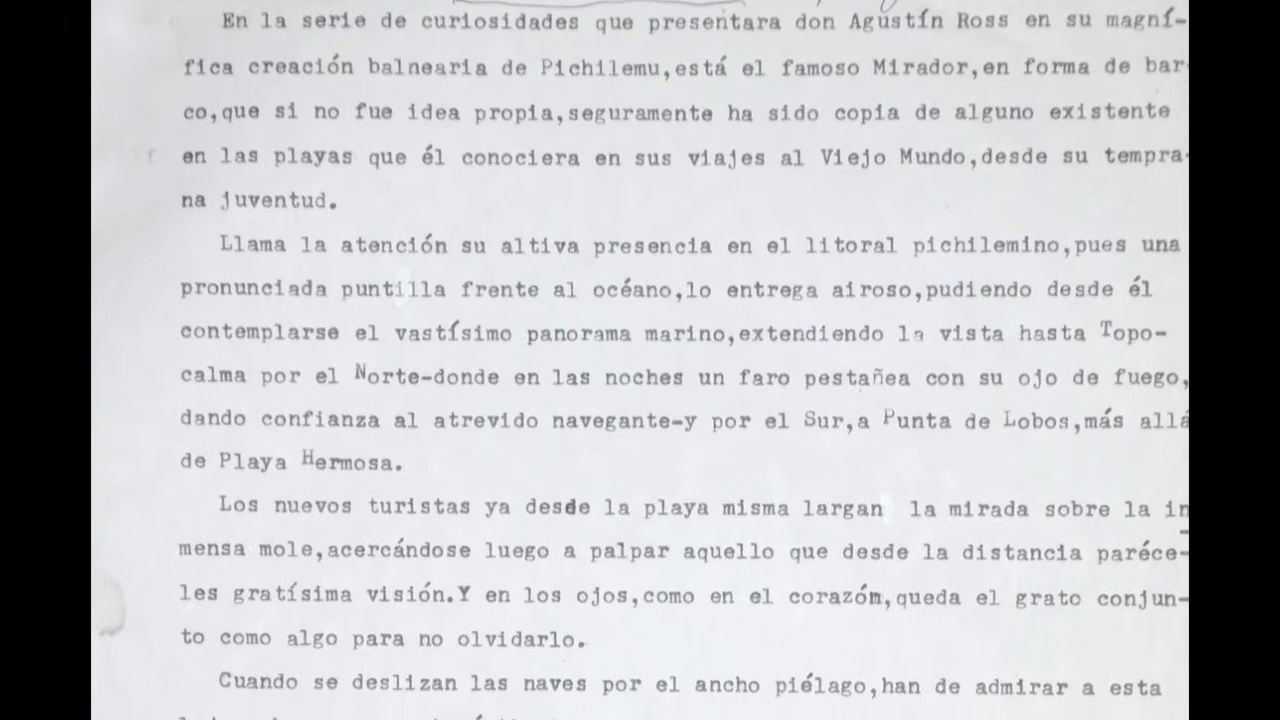 En la serie de curiosidades que presentara don Agustín Ross en su magní-
fica creación balnearia de Pichilemu,está el famoso Mirador,en forma de bar-
co,que si no fue idea propia,seguramente ha sido copia de alguno existente
en las playas que él conociera en sus viajes al Viejo Mundo,desde su tempra-
na juventud.
Llama la atención su altiva presencia en el litoral pichilemino,pues una
pronunciada puntilla frente al océano,lo entrega airoso,pudiendo desde él
contemplarse el vastísimo panorama marino,extendiendo la vista hasta Topo-
calma por el Norte-donde en las noches un faro pestañea con su ojo de fuego,
dando confianza al atrevido navegante-y por el Sur,a Punta de Lobos,más allá
de Playa Hermosa.
Los nuevos turistas ya desde la playa misma largan la mirada sobre la in
mensa mole,acercándose luego a palpar aquello que desde la distancia paréce-
les gratísima visión.Y en los ojos,como en el corazón,queda el grato conjun-
to como algo para no olvidarlo.
Cuando se deslizan las naves por el ancho piélago,han de admirar a esta